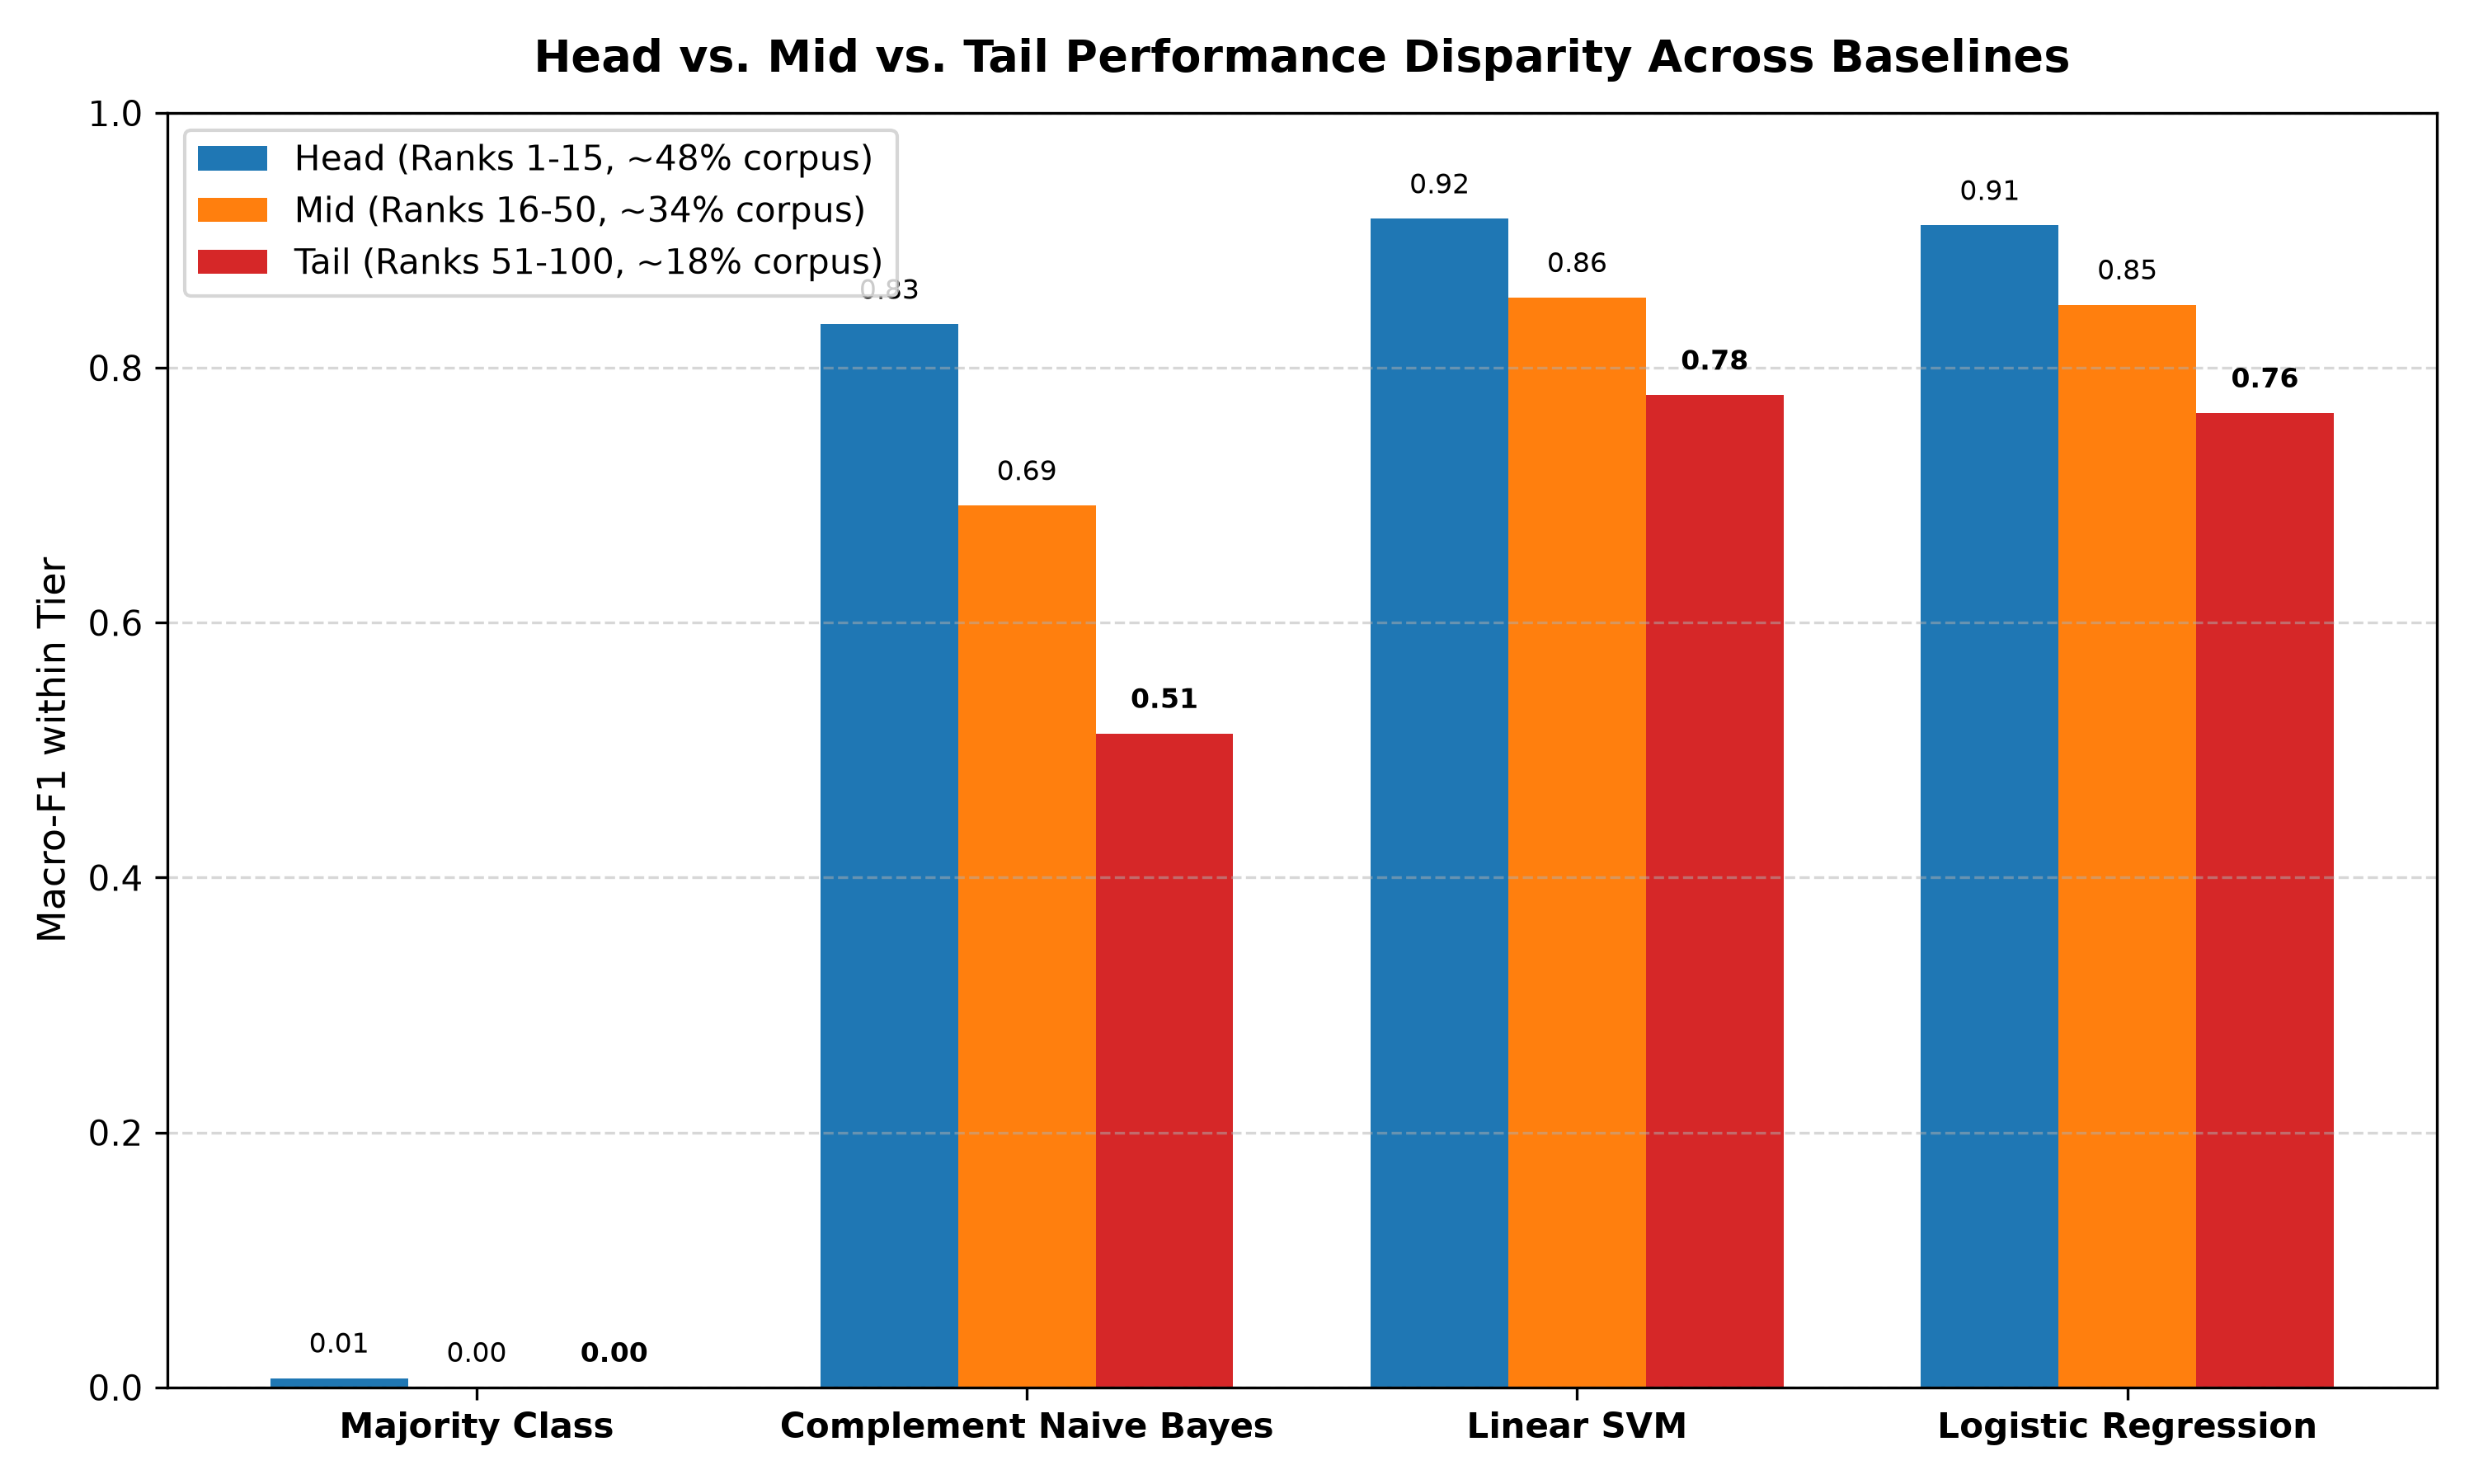 Head vs. Mid vs. Tail Performance Disparity Across Baselines
Macro-F1 within Tier
1.0
0.8
0.6
0.4
0.2
0.0
Head (Ranks 1-15, ~48% corpus)
Mid (Ranks 16-50, ~34% corpus)
Tail (Ranks 51-100, ~18% corpus)
0.01
0.00
0.00
0.83
0.69
0.51
0.92
0.86
0.78
0.91
0.85
0.76
Majority Class
Complement Naive Bayes
Linear SVM
Logistic Regression